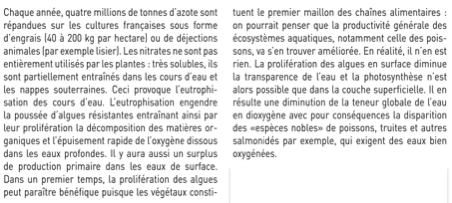 Chaque année, quatre millions de tonnes d'azote sont
répandues sur les cultures françaises sous forme
d'engrais (40 à 200 kg par hectare) ou de déjections
animales (par exemple lisier). Les nitrates ne sont pas
entièrement utilisés par les plantes : très solubles, ils
sont partiellement entraînés dans les cours d'eau et
les nappes souterraines. Ceci provoque l'eutrophi-
sation des cours d'eau. L'eutrophisation engendre
la poussée d'algues résistantes entraînant ainsi par
leur prolifération la décomposition des matières or-
ganiques et l'épuisement rapide de l'oxygène dissous
dans les eaux profondes. Il y aura aussi un surplus
de production primaire dans les eaux de surface.
Dans un premier temps, la prolifération des algues
peut paraître bénéfique puisque les végétaux consti-
tuent le premier maillon des chaînes alimentaires :
on pourrait penser que la productivité générale des
écosystèmes aquatiques, notamment celle des pois-
sons, va s'en trouver améliorée. En réalité, il n'en est
rien. La prolifération des algues en surface diminue
la transparence de l'eau et la photosynthèse n'est
alors possible que dans la couche superficielle. Il en
résulte une diminution de la teneur globale de l'eau
en dioxygène avec pour conséquences la disparition
des «espèces nobles» de poissons, truites et autres
salmonidés par exemple, qui exigent des eaux bien
oxygénées.